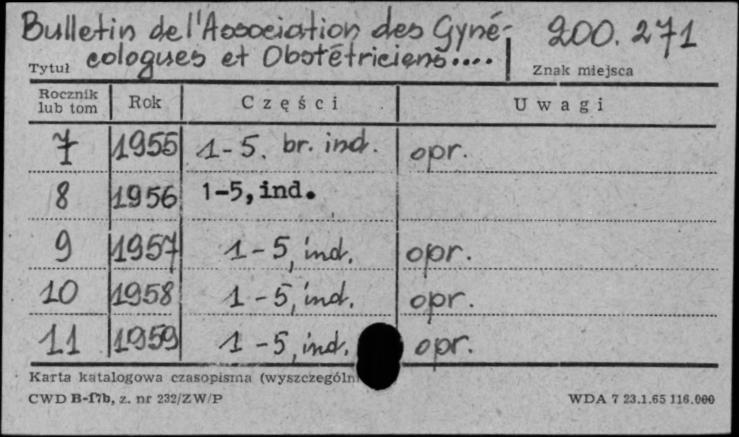 Bulletin de l'Association des Gyné- 200.271
Tytuł cologues et Obstétriciens.... Znak miejsca
Rocznik lub tom Rok Części Uwagi
7 1955 1-5. br. ind. opr.
8 1956 1-5, ind.
9 1957 1-5, ind. opr.
10 1958 1-5, ind. opr.
11 1959 1-5, ind. opr.
Karta katalogowa czasopisma (wyszczególn
CWD B-17b, z. nr 232/ZW/P WDA 7 23.1.65 116.000